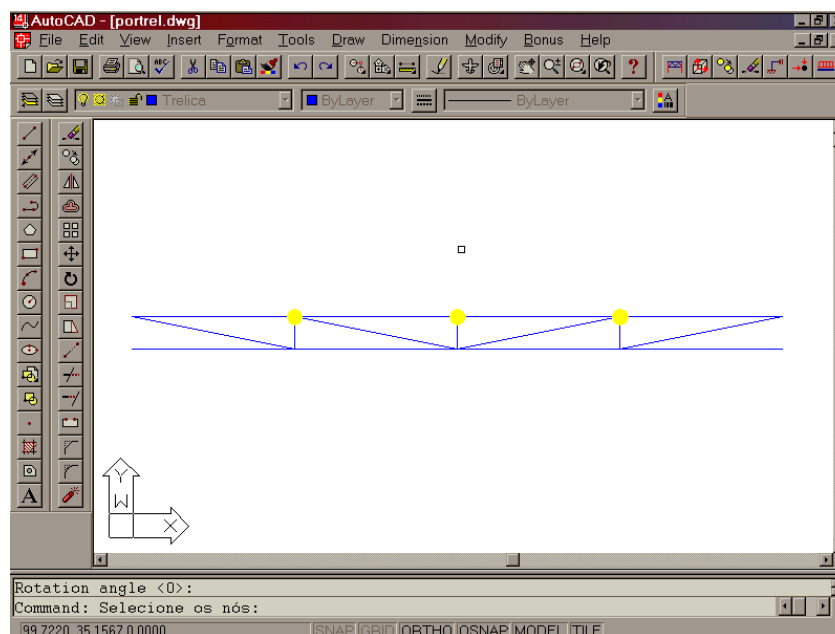 AutoCAD - [portrel.dwg]
File Edit View Insert Format Tools Draw Dimension Modify Bonus Help
ABC
Trelica ByLayer ByLayer
A
Y
W
X
Rotation angle <0>:
Command: Selecione os nós:
99.7220,35.1567,0.0000 SNAP GRID ORTHO OSNAP MODEL TILE